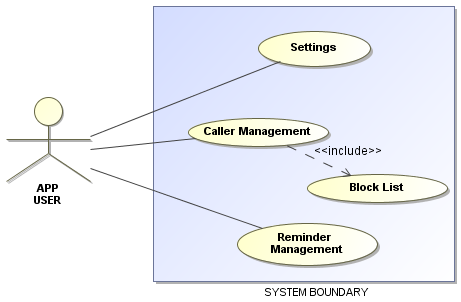 Settings
Caller Management
<<include>>
Block List
Reminder
Management
APP
USER
SYSTEM BOUNDARY